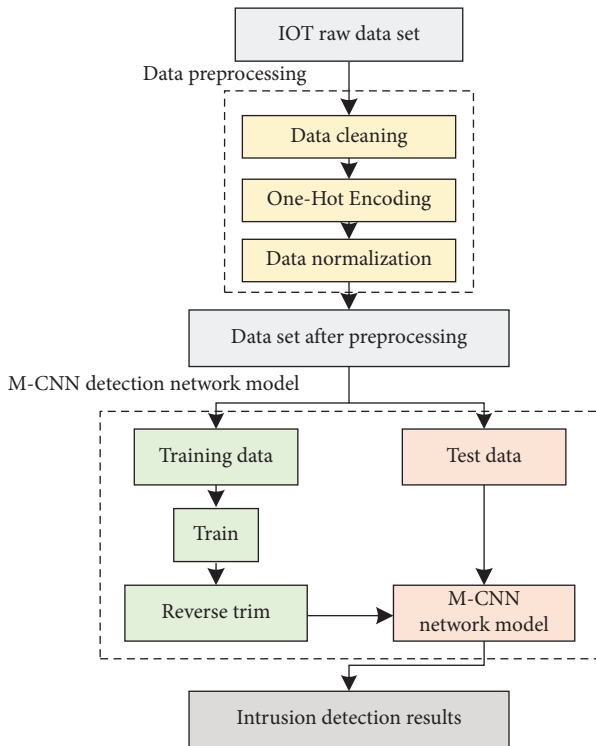 IOT raw data set
Data preprocessing
Data cleaning
One-Hot Encoding
Data normalization
Data set after preprocessing
M-CNN detection network model
Training data
Test data
Train
Reverse trim
M-CNN
network model
Intrusion detection results